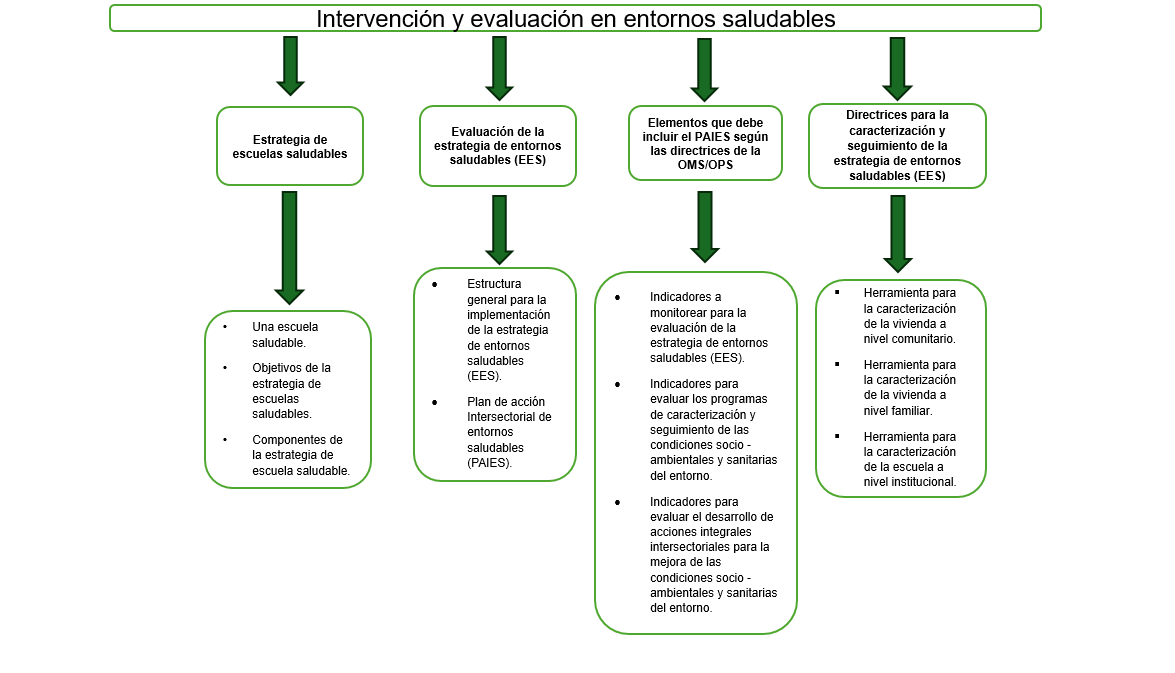 Intervención y evaluación en entornos saludables
Estrategia de
escuelas saludables
• Una escuela
saludable.
• Objetivos de la
estrategia de
escuelas
saludables.
• Componentes de
la estrategia de
escuela saludable.
Evaluación de la
estrategia de entornos
saludables (EES)
• Estructura
general para la
implementación
de la estrategia
de entornos
saludables
(EES).
• Plan de acción
Intersectorial de
entornos
saludables
(PAIES).
Elementos que debe
incluir el PAIES según
las directrices de la
OMS/OPS
• Indicadores a
monitorear para la
evaluación de la
estrategia de entornos
saludables (EES).
• Indicadores para
evaluar los programas
de caracterización y
seguimiento de las
condiciones socio -
ambientales y sanitarias
del entorno.
• Indicadores para
evaluar el desarrollo de
acciones integrales
intersectoriales para la
mejora de las
condiciones socio -
ambientales y sanitarias
del entorno.
Directrices para la
caracterización y
seguimiento de la
estrategia de entornos
saludables (EES)
▪ Herramienta para
la caracterización
de la vivienda a
nivel comunitario.
▪ Herramienta para
la caracterización
de la vivienda a
nivel familiar.
▪ Herramienta para
la caracterización
de la escuela a
nivel institucional.